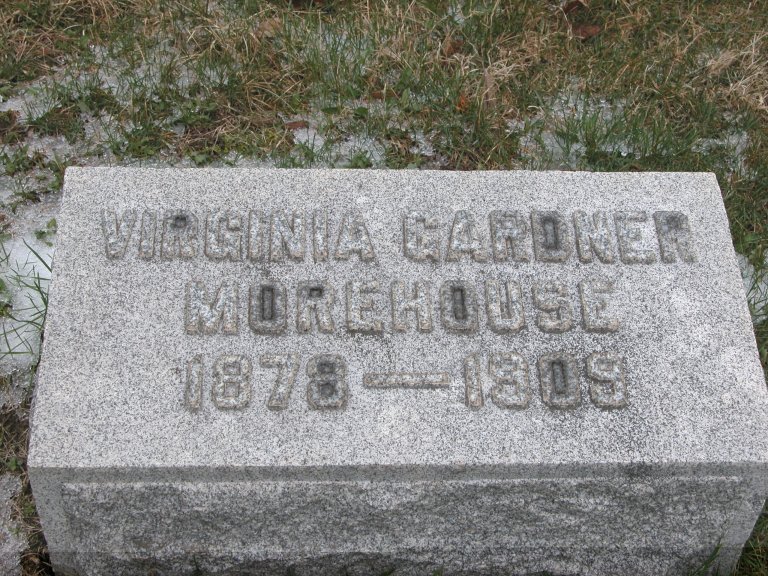 VIRGINIA GARDNER
MOREHOUSE
1878 — 1909